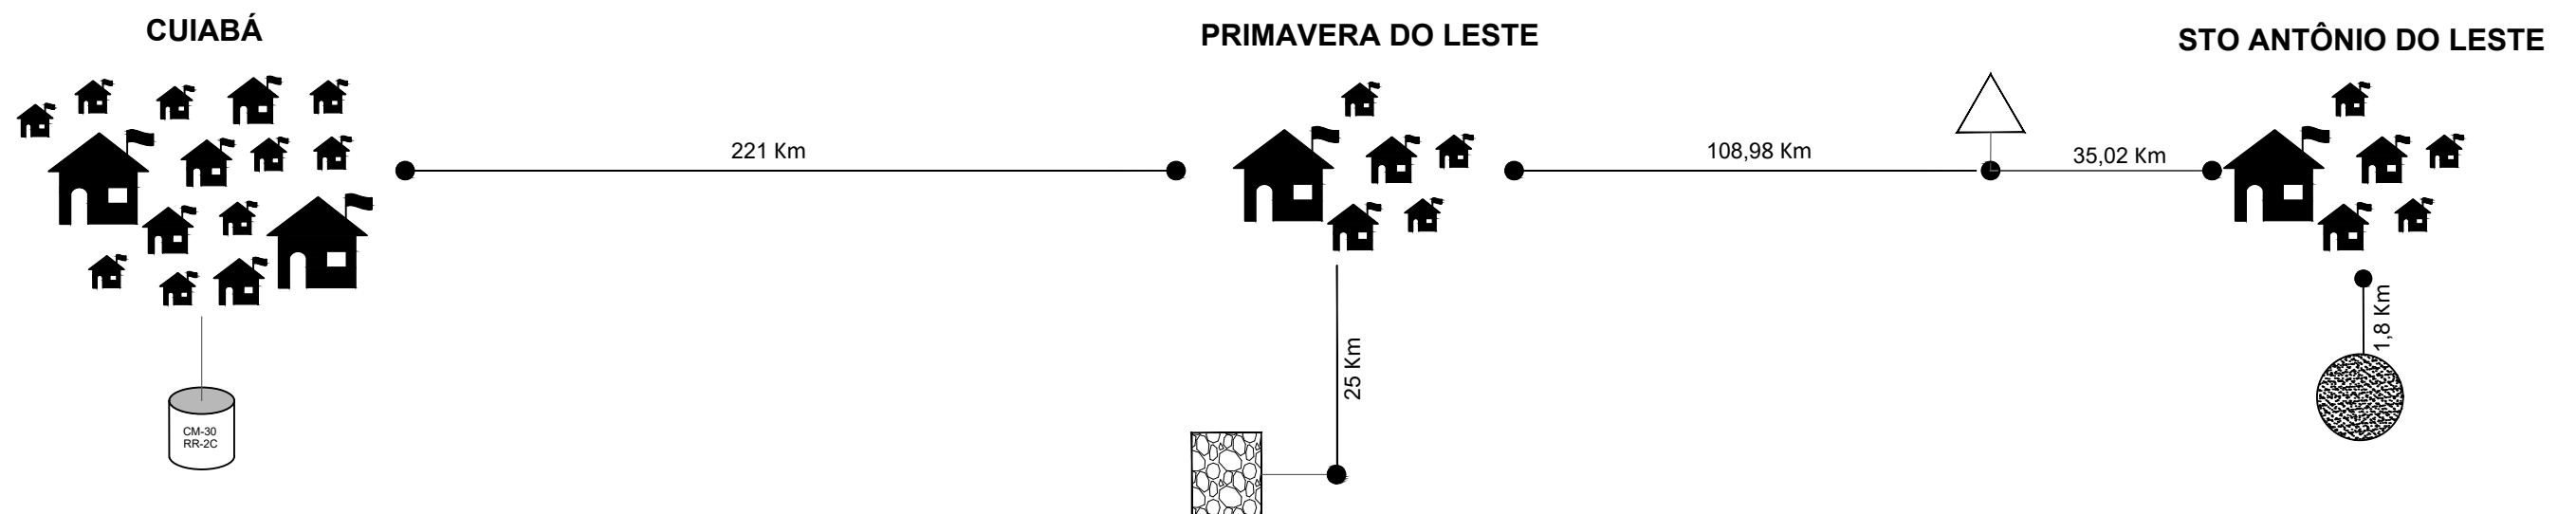 CUIABÁ
PRIMAVERA DO LESTE
STO ANTÔNIO DO LESTE
221 Km
108,98 Km
35,02 Km
25 Km
1,8 Km
CM-30
RR-2C